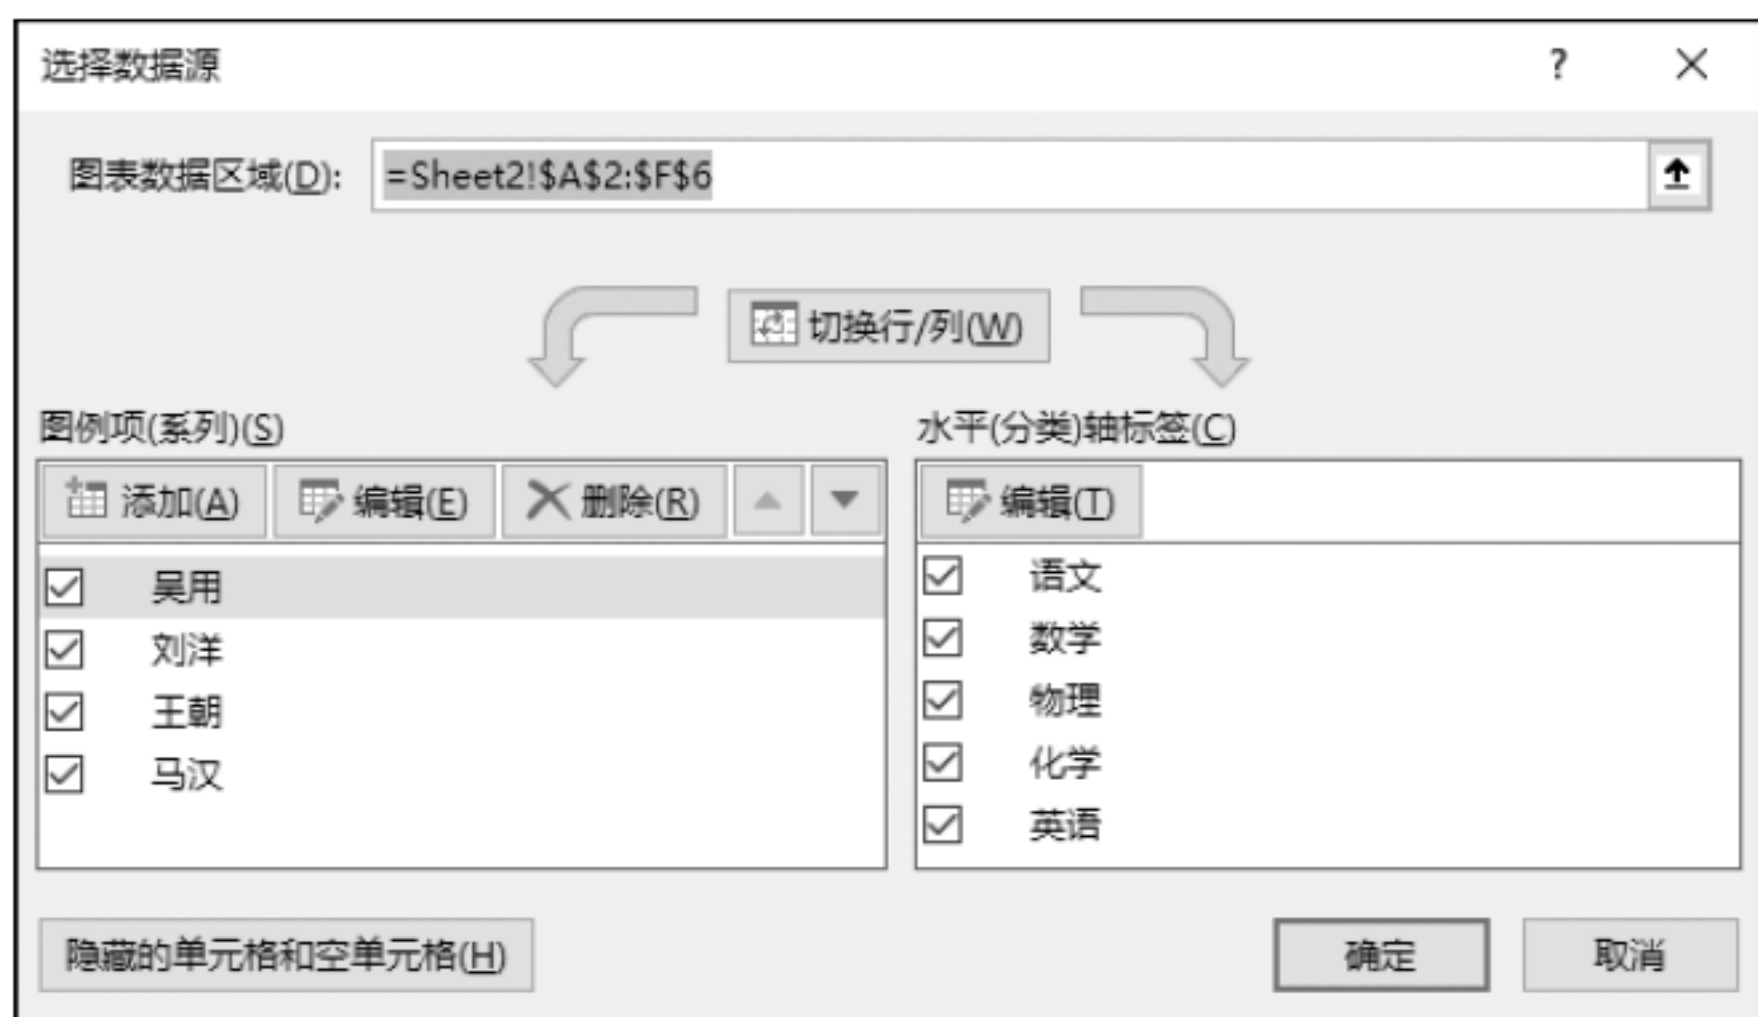 选择数据源 ?
图表数据区域(D): =Sheet2!$A$2:$F$6
切换行/列(W)
图例项(系列)(S)
添加(A) 编辑(E) 删除(R)
吴用
刘洋
王朝
马汉
水平(分类)轴标签(C)
编辑(T)
语文
数学
物理
化学
英语
隐藏的单元格和空单元格(H)
确定 取消